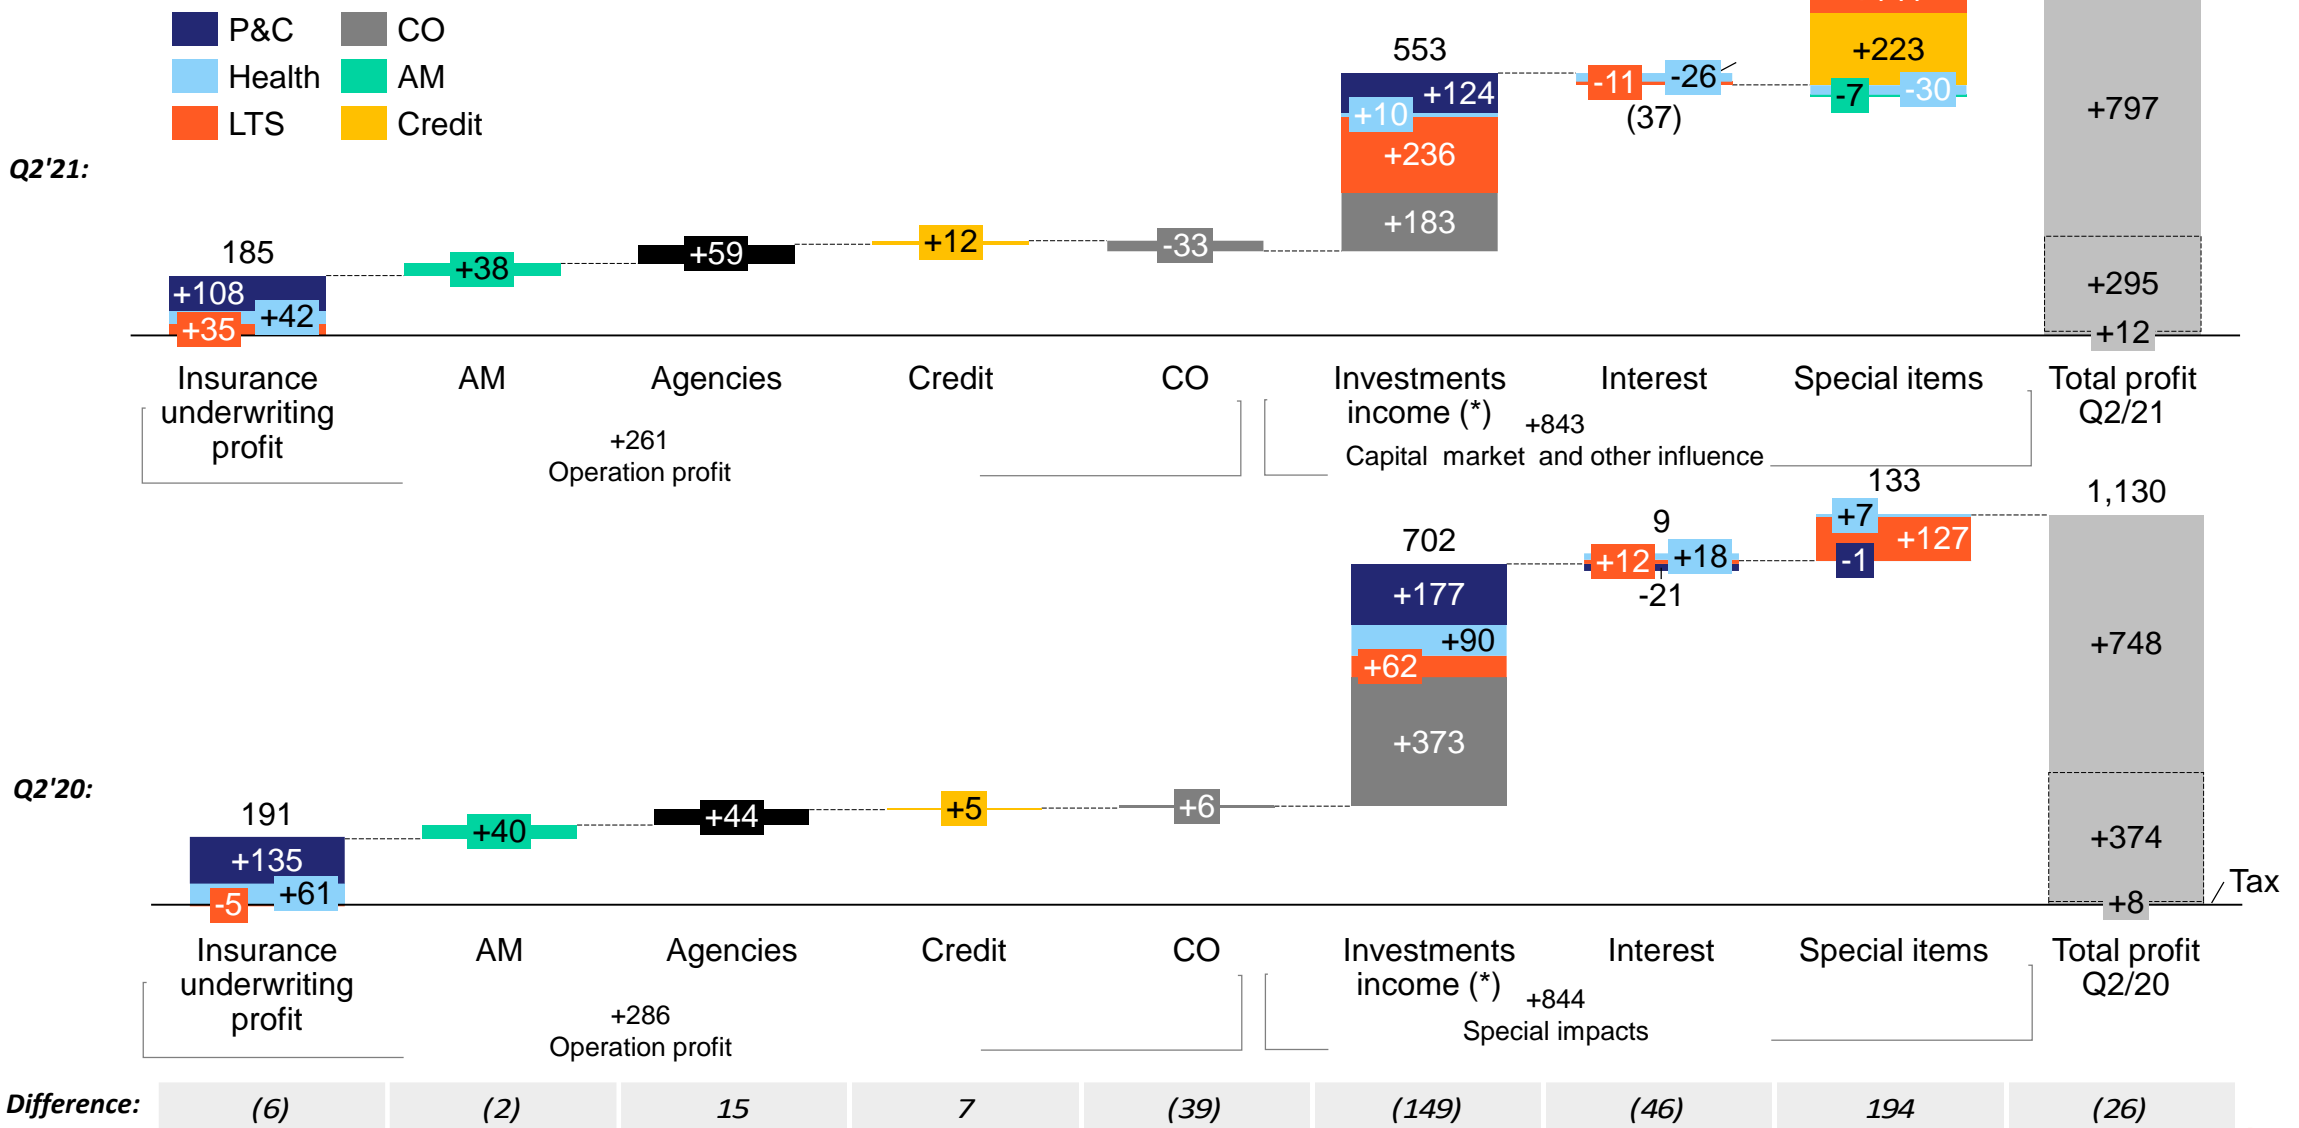 P&C CO
Health AM
LTS Credit
Q2'21:
185
+108
+42
+35
+38
+59
+12
-33
553
+124
+10
+236
+183
-11
-26
(37)
+223
-7
-30
+797
+295
+12
Insurance underwriting profit
AM
Agencies
Credit
CO
Investments income (*)
Interest
Special items
Total profit Q2/21
+261
Operation profit
+843
Capital market and other influence
Q2'20:
191
+135
+61
-5
+40
+44
+5
+6
702
+177
+90
+62
+373
9
+12
+18
-21
133
+7
+127
-1
1,130
+748
+374
+8
Tax
Insurance underwriting profit
AM
Agencies
Credit
CO
Investments income (*)
Interest
Special items
Total profit Q2/20
+286
Operation profit
+844
Special impacts
Difference: (6) (2) 15 7 (39) (149) (46) 194 (26)